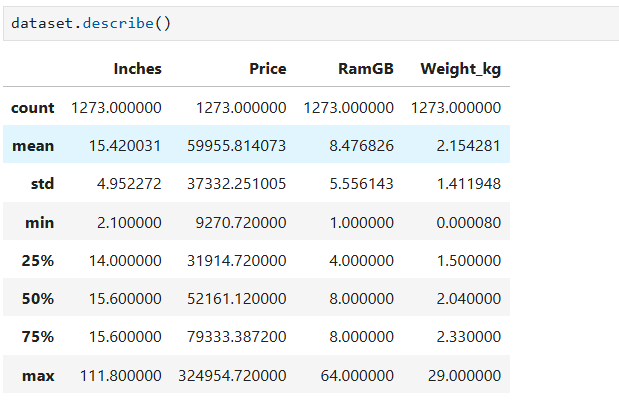 dataset.describe()
Inches Price RamGB Weight_kg
count 1273.000000 1273.000000 1273.000000 1273.000000
mean 15.420031 59955.814073 8.476826 2.154281
std 4.952272 37332.251005 5.556143 1.411948
min 2.100000 9270.720000 1.000000 0.000080
25% 14.000000 31914.720000 4.000000 1.500000
50% 15.600000 52161.120000 8.000000 2.040000
75% 15.600000 79333.387200 8.000000 2.330000
max 111.800000 324954.720000 64.000000 29.000000